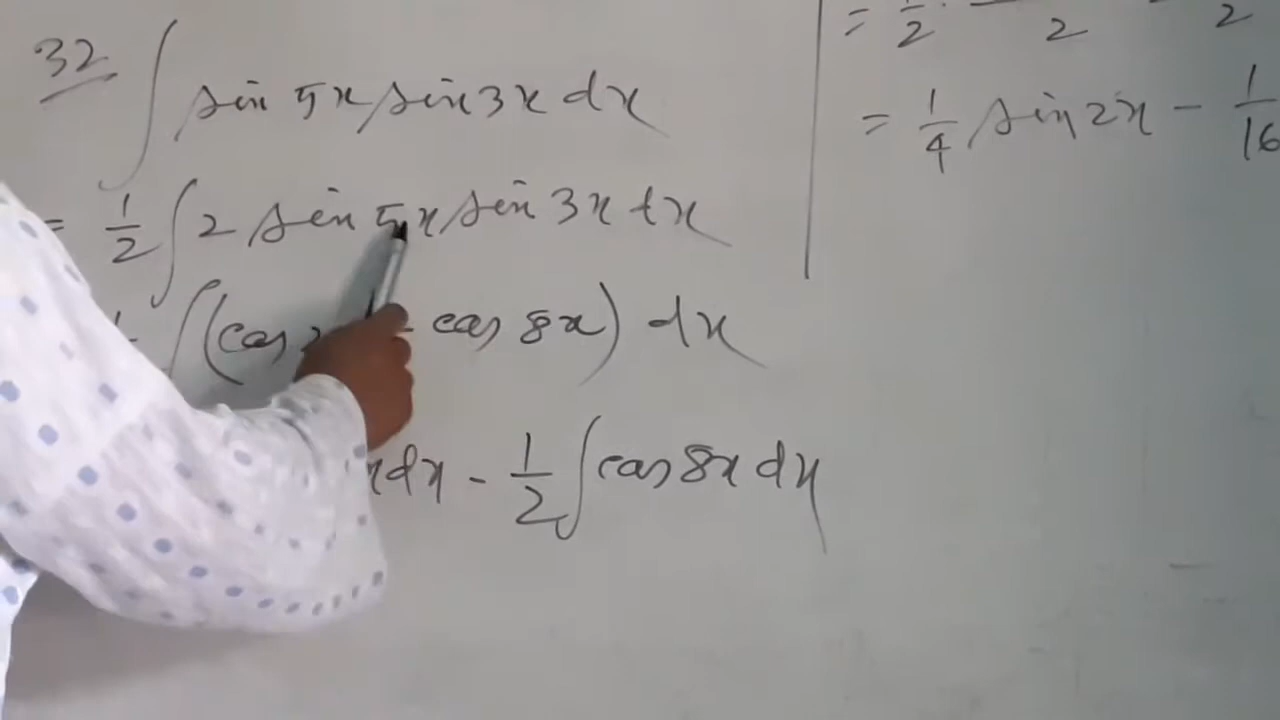 32 ∫ sin 5x sin 3x dx
= 1/2 ∫ 2 sin 5x sin 3x dx
∫ (cos - cos 8x) dx
x dx - 1/2 ∫ cos 8x dx
= 1/2 · 2 2
= 1/4 sin 2x - 1/16